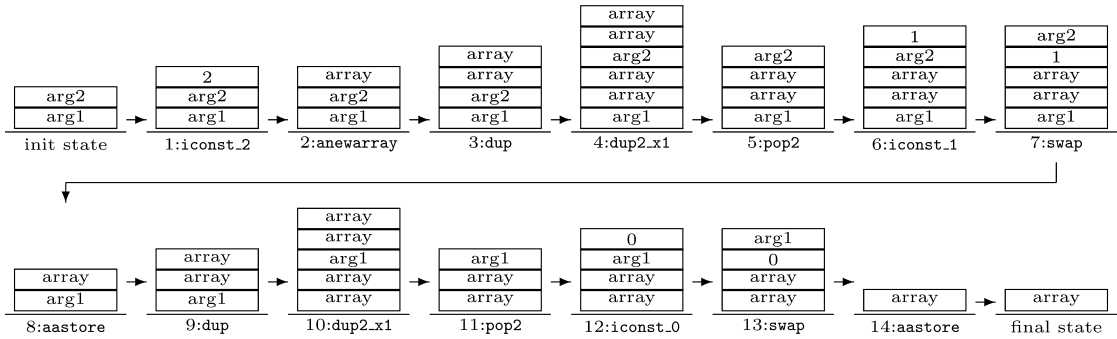 arg2
arg1
init state
2
arg2
arg1
1:iconst_2
array
arg2
arg1
2:anewarray
array
array
arg2
arg1
3:dup
array
array
arg2
array
array
arg1
4:dup2_x1
arg2
array
array
arg1
5:pop2
1
arg2
array
array
arg1
6:iconst_1
arg2
1
array
array
arg1
7:swap
array
arg1
8:aastore
array
array
arg1
9:dup
array
array
arg1
array
array
10:dup2_x1
arg1
array
array
11:pop2
0
arg1
array
array
12:iconst_0
arg1
0
array
array
13:swap
array
14:aastore
array
final state